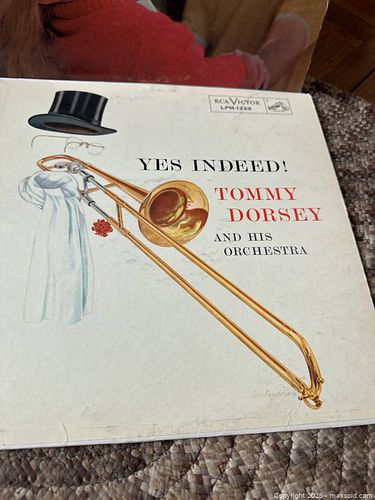 RCA VICTOR
LPM-1229
YES INDEED!
TOMMY
DORSEY
AND HIS
ORCHESTRA
Copyright 2025 - maxsold.com